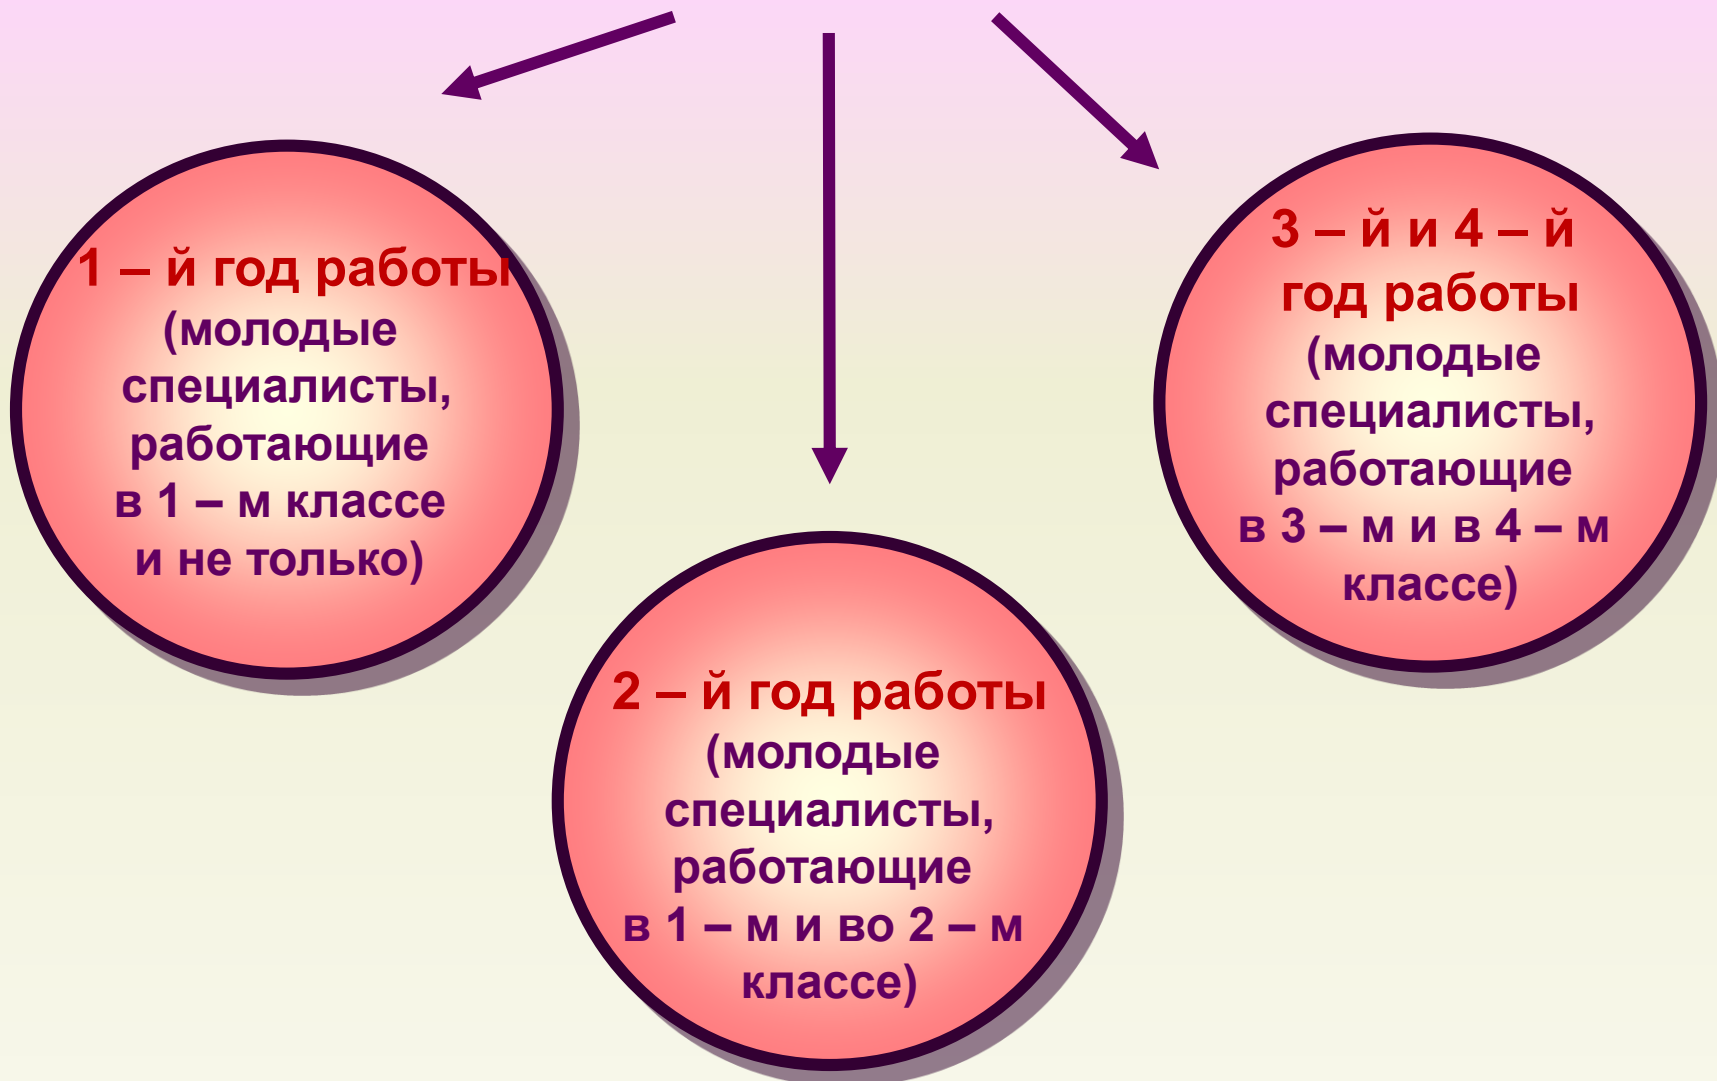 1 – й год работы
(молодые
специалисты,
работающие
в 1 – м классе
и не только)
2 – й год работы
(молодые
специалисты,
работающие
в 1 – м и во 2 – м
классе)
3 – й и 4 – й
год работы
(молодые
специалисты,
работающие
в 3 – м и в 4 – м
классе)